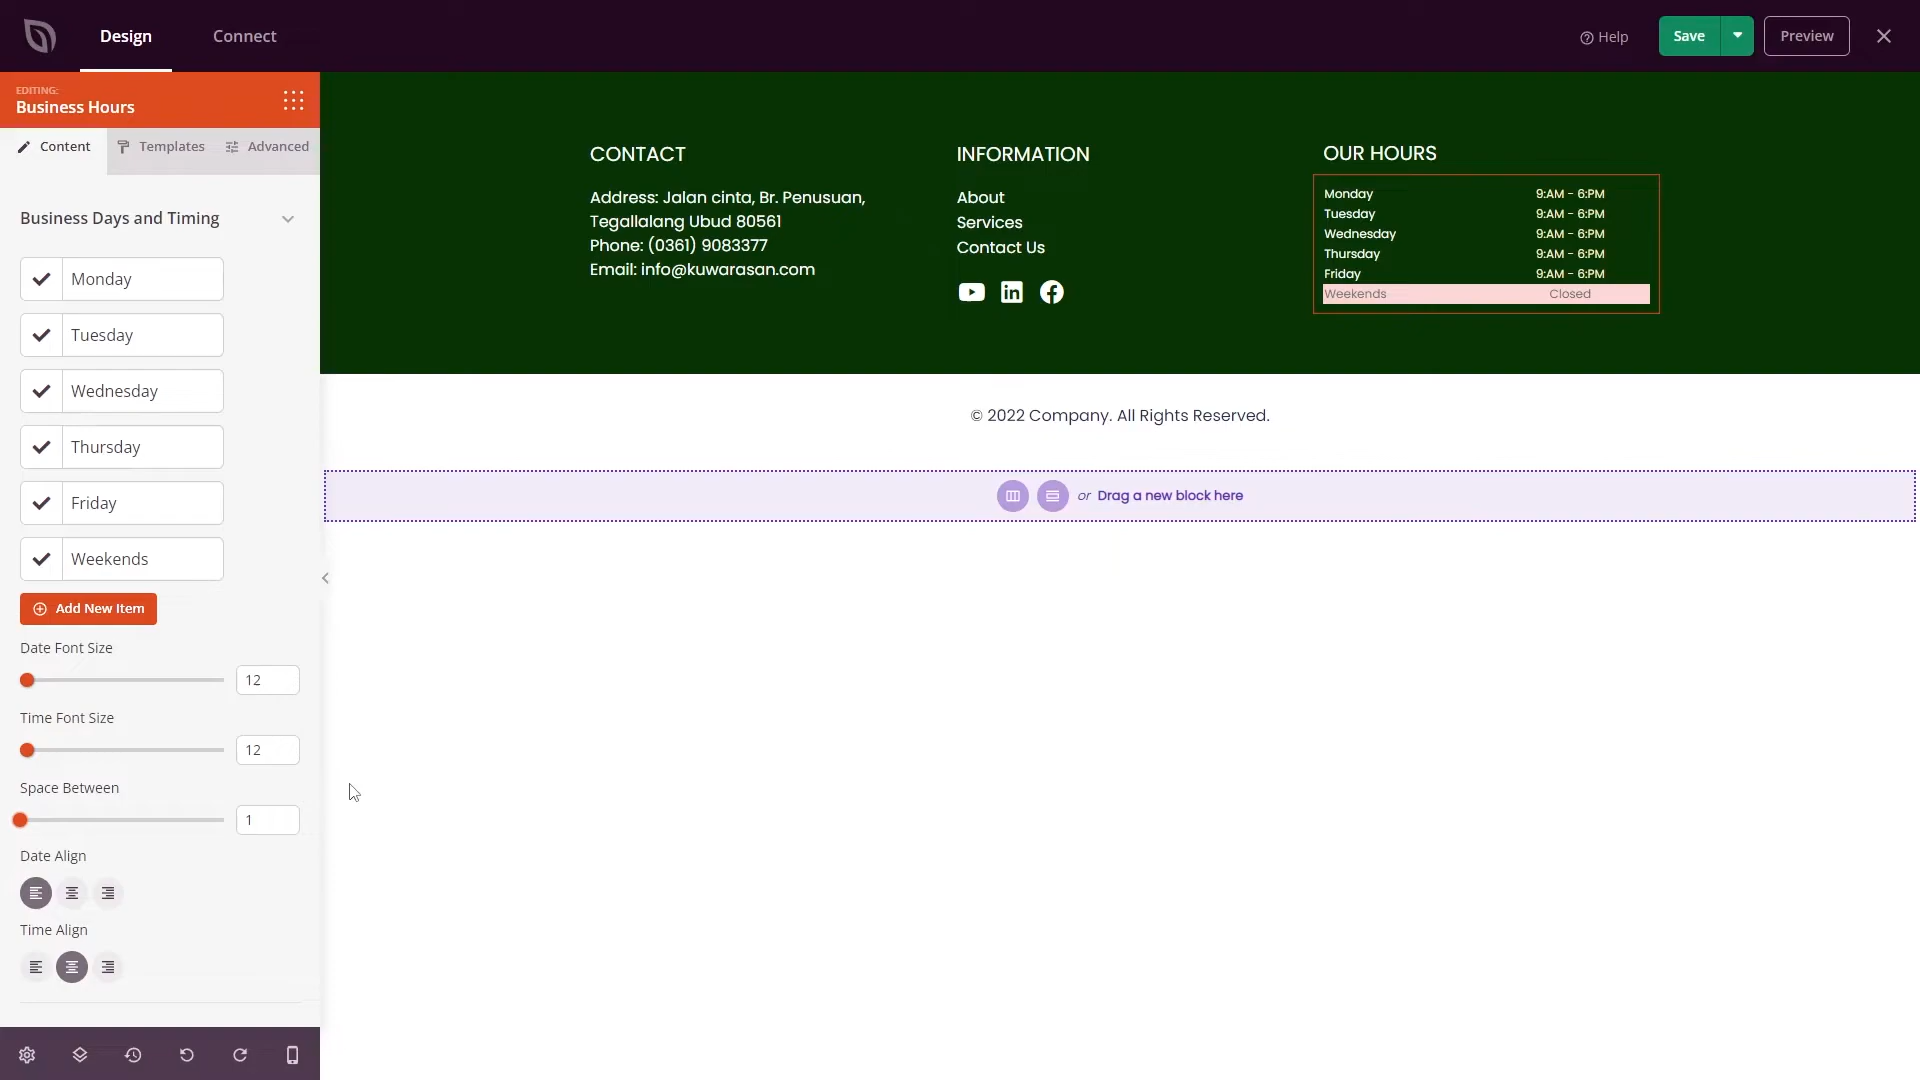 Design
Connect
Help
Save
Preview
EDITING:
Business Hours
Content
Templates
Advanced
Business Days and Timing
Monday
Tuesday
Wednesday
Thursday
Friday
Weekends
Add New Item
Date Font Size
12
Time Font Size
12
Space Between
1
Date Align
Time Align
CONTACT
Address: Jalan cinta, Br. Penusuan,
Tegallalang Ubud 80561
Phone: (0361) 9083377
Email: info@kuwarasan.com
INFORMATION
About
Services
Contact Us
OUR HOURS
Monday 9:AM - 6:PM
Tuesday 9:AM - 6:PM
Wednesday 9:AM - 6:PM
Thursday 9:AM - 6:PM
Friday 9:AM - 6:PM
Weekends Closed
© 2022 Company. All Rights Reserved.
or Drag a new block here